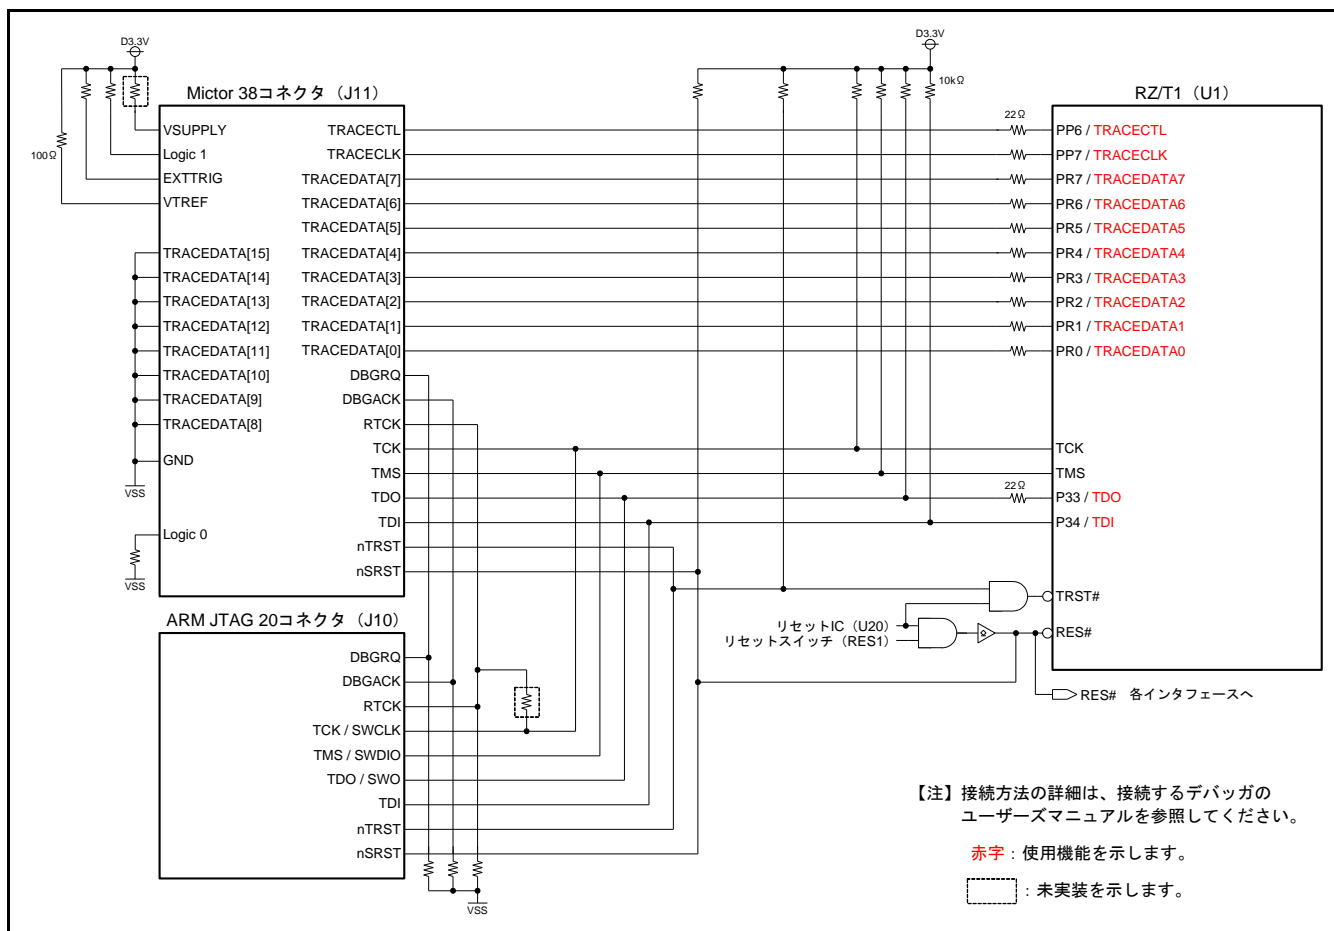 D3.3V
D3.3V
Mictor 38コネクタ（J11）
10kΩ
RZ/T1（U1）
100Ω
VSUPPLY
Logic 1
EXTTRIG
VTREF
TRACEDATA[15]
TRACEDATA[14]
TRACEDATA[13]
TRACEDATA[12]
TRACEDATA[11]
TRACEDATA[10]
TRACEDATA[9]
TRACEDATA[8]
GND
VSS
Logic 0
VSS
TRACECTL
TRACECLK
TRACEDATA[7]
TRACEDATA[6]
TRACEDATA[5]
TRACEDATA[4]
TRACEDATA[3]
TRACEDATA[2]
TRACEDATA[1]
TRACEDATA[0]
DBGRQ
DBGACK
RTCK
TCK
TMS
TDO
TDI
nTRST
nSRST
22Ω
PP6 / TRACECTL
PP7 / TRACECLK
PR7 / TRACEDATA7
PR6 / TRACEDATA6
PR5 / TRACEDATA5
PR4 / TRACEDATA4
PR3 / TRACEDATA3
PR2 / TRACEDATA2
PR1 / TRACEDATA1
PR0 / TRACEDATA0
TCK
TMS
22Ω
P33 / TDO
P34 / TDI
TRST#
RES#
リセットIC（U20）
リセットスイッチ（RES1）
RES# 各インタフェースへ
ARM JTAG 20コネクタ（J10）
DBGRQ
DBGACK
RTCK
TCK / SWCLK
TMS / SWDIO
TDO / SWO
TDI
nTRST
nSRST
VSS
【注】接続方法の詳細は、接続するデバッガの
ユーザーズマニュアルを参照してください。
赤字：使用機能を示します。
：未実装を示します。